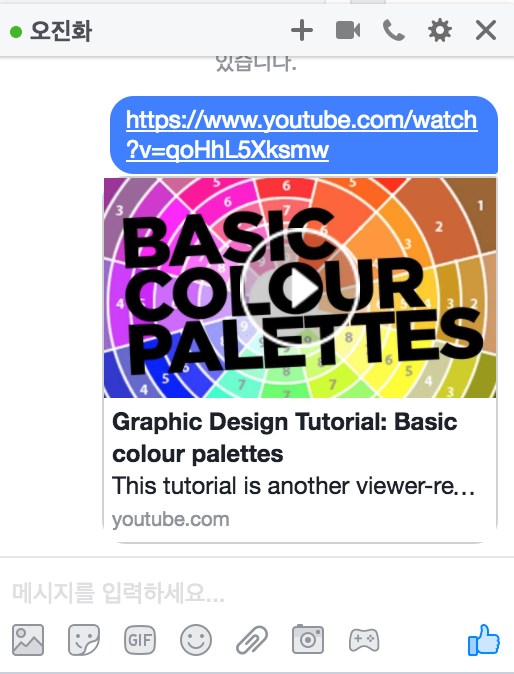 오진화
있습니다.
https://www.youtube.com/watch
?v=qoHhL5Xksmw
BASIC
COLOUR
PALETTES
Graphic Design Tutorial: Basic
colour palettes
This tutorial is another viewer-re...
youtube.com
메시지를 입력하세요...
GIF